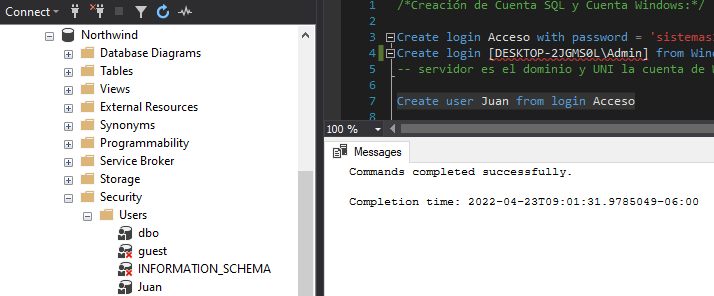 Connect
Northwind
Database Diagrams
Tables
Views
External Resources
Synonyms
Programmability
Service Broker
Storage
Security
Users
dbo
guest
INFORMATION_SCHEMA
Juan
1 /*Creación de Cuenta SQL y Cuenta Windows:*/
2
3 Create login Acceso with password = 'sistemas
4 Create login [DESKTOP-2JGMS0L\Admin] from Win
5 -- servidor es el dominio y UNI la cuenta de
6
7 Create user Juan from login Acceso
8
100 %
Messages
Commands completed successfully.
Completion time: 2022-04-23T09:01:31.9785049-06:00